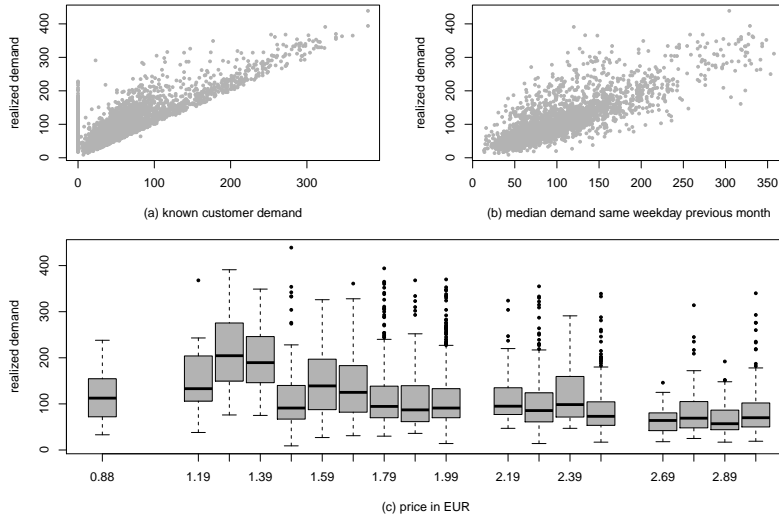 realized demand
400
300
200
100
0
0 100 200 300
(a) known customer demand
realized demand
400
300
200
100
0
0 50 100 150 200 250 300 350
(b) median demand same weekday previous month
realized demand
400
300
200
100
0
0.88 1.19 1.39 1.59 1.79 1.99 2.19 2.39 2.69 2.89
(c) price in EUR